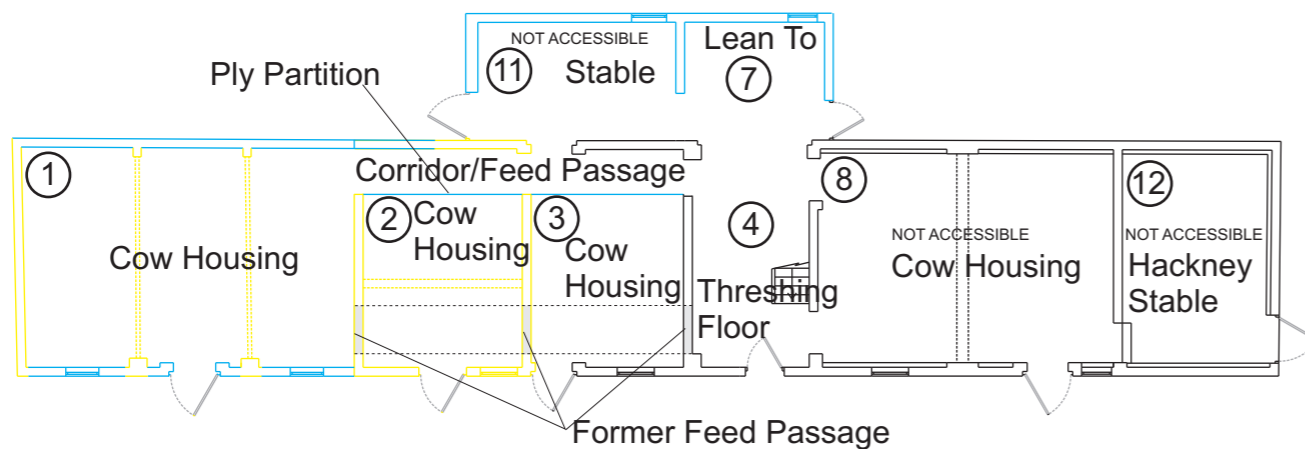 NOT ACCESSIBLE
Lean To
11
Stable
7
Ply Partition
1
Corridor/Feed Passage
8
12
2
Cow
Housing
3
Cow
Housing
4
NOT ACCESSIBLE
Cow Housing
NOT ACCESSIBLE
Hackney
Stable
Cow Housing
Threshing
Floor
Former Feed Passage